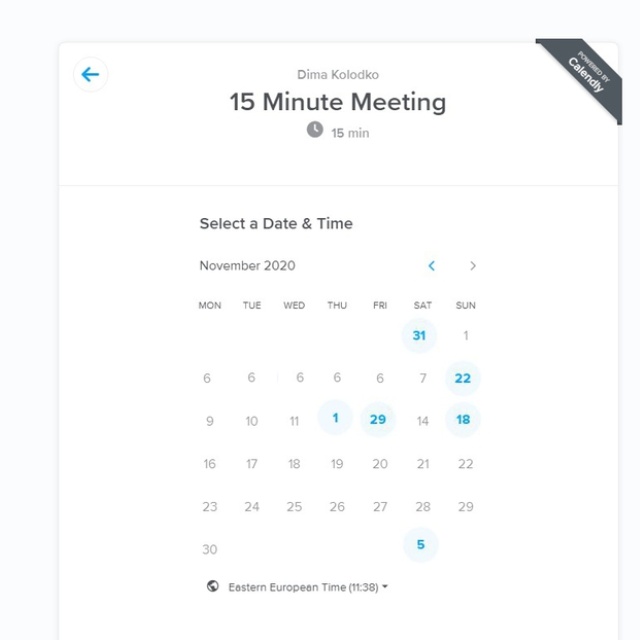 POWERED BY
Calendly
Dima Kolodko
15 Minute Meeting
15 min
Select a Date & Time
November 2020
MON TUE WED THU FRI SAT SUN
31 1
6 6 6 6 6 7 22
9 10 11 1 29 14 18
16 17 18 19 20 21 22
23 24 25 26 27 28 29
30 5
Eastern European Time (11:38)